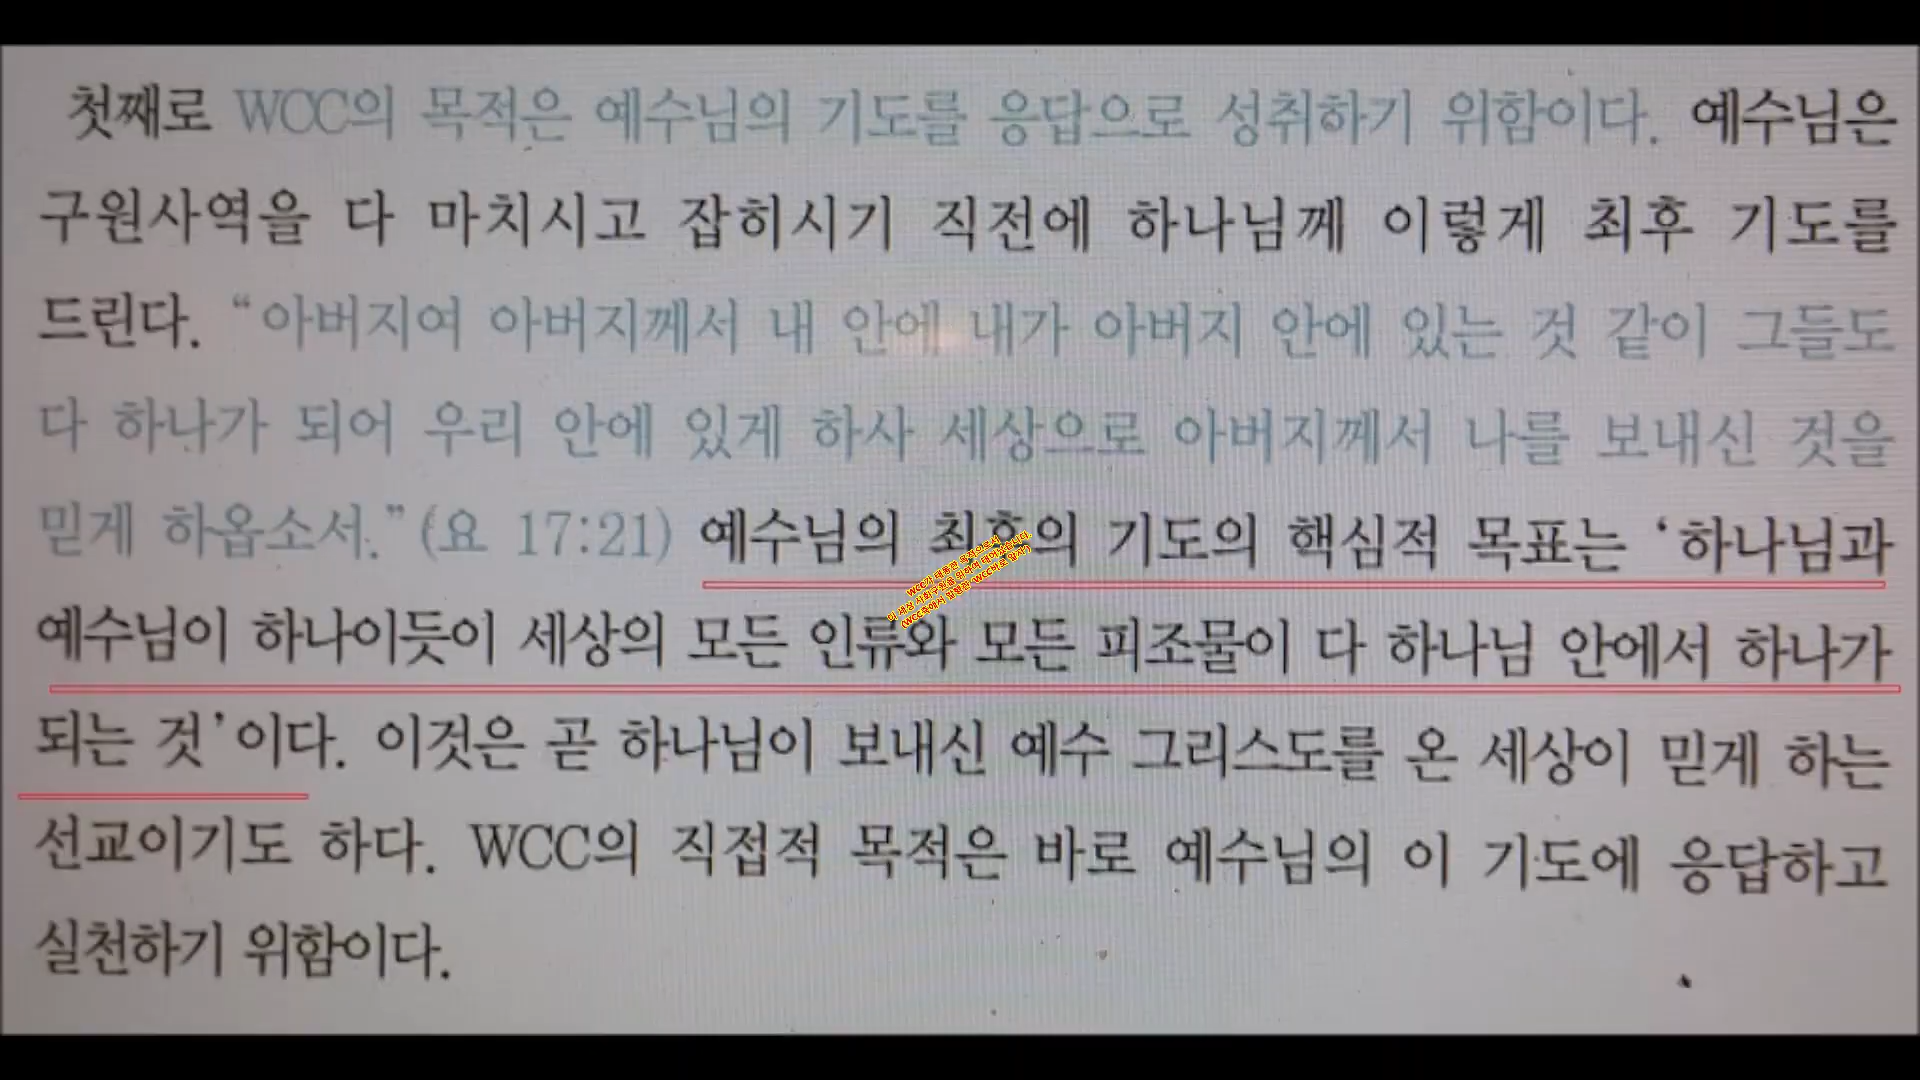 첫째로 WCC의 목적은 예수님의 기도를 응답으로 성취하기 위함이다. 예수님은
구원사역을 다 마치시고 잡히시기 직전에 하나님께 이렇게 최후 기도를
드린다. “아버지여 아버지께서 내 안에 내가 아버지 안에 있는 것 같이 그들도
다 하나가 되어 우리 안에 있게 하사 세상으로 아버지께서 나를 보내신 것을
믿게 하옵소서.”(요 17:21) 예수님의 최후의 기도의 핵심적 목표는 ‘하나님과
예수님이 하나이듯이 세상의 모든 인류와 모든 피조물이 다 하나님 안에서 하나가
되는 것’이다. 이것은 곧 하나님이 보내신 예수 그리스도를 온 세상이 믿게 하는
선교이기도 하다. WCC의 직접적 목적은 바로 예수님의 이 기도에 응답하고
실천하기 위함이다.